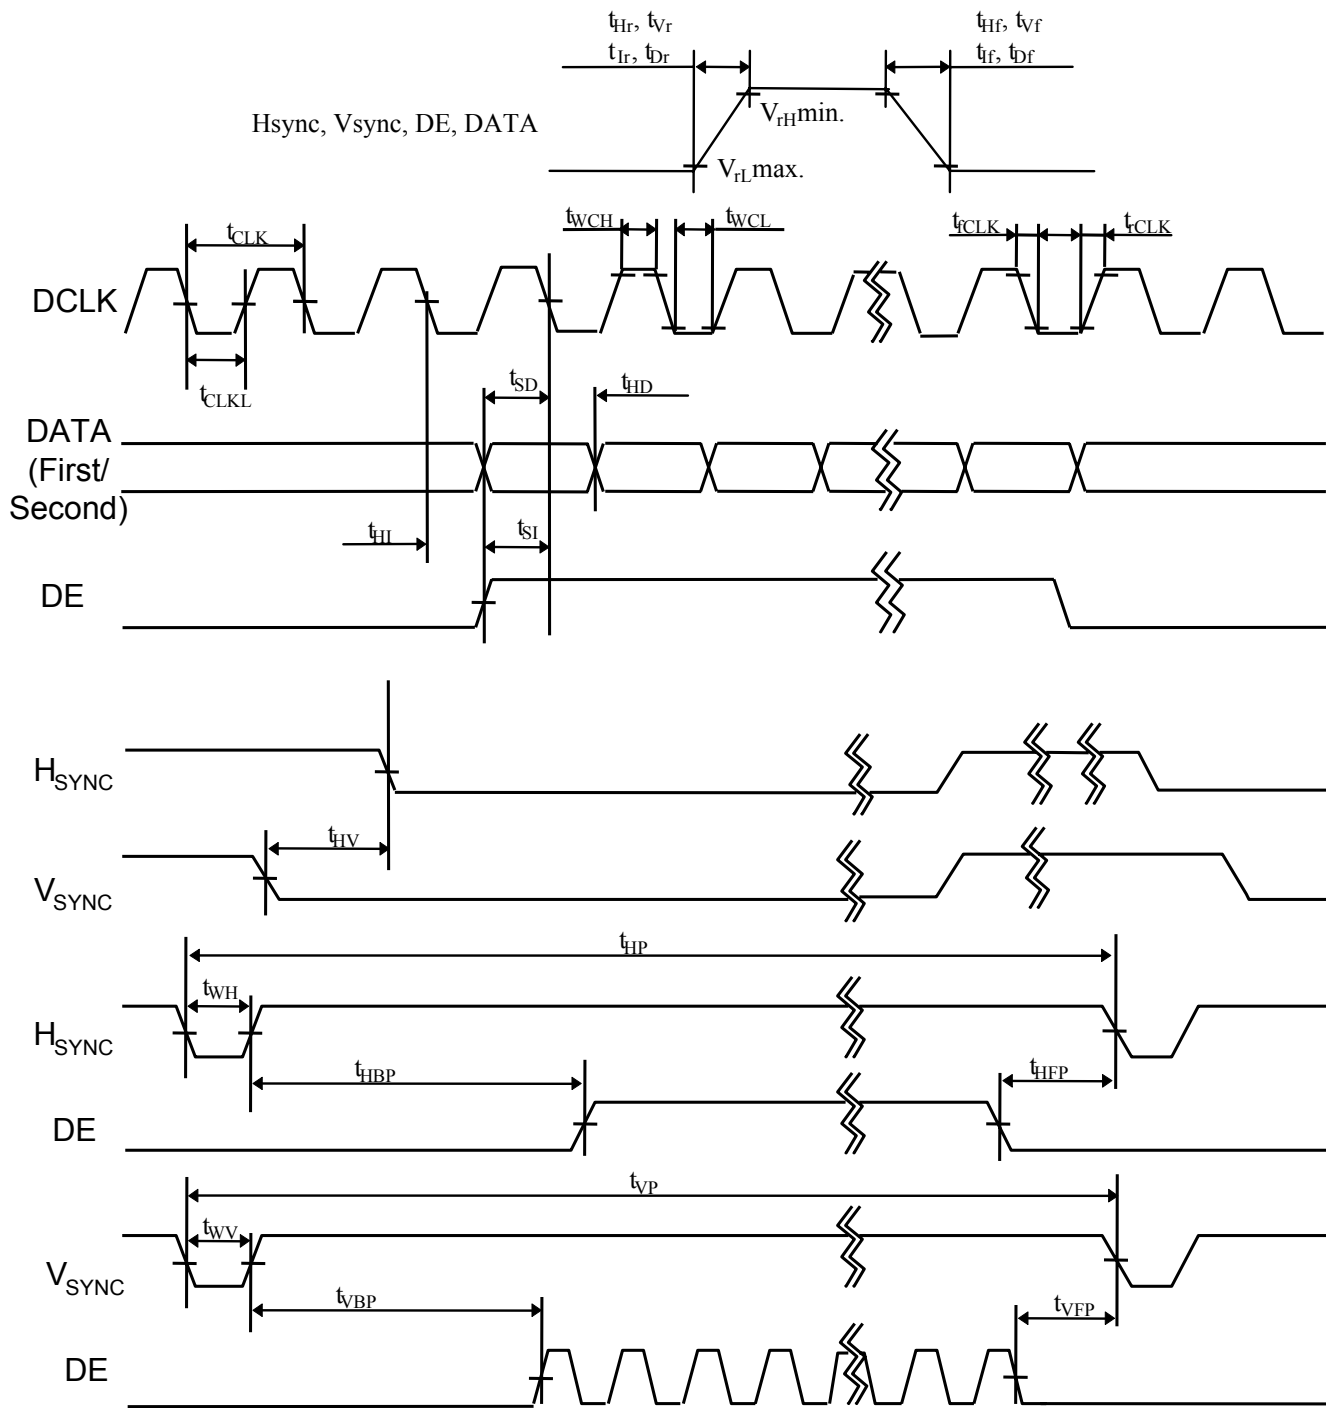 tHr, tVr
tHf, tVf
tIr, tDr
tIf, tDf
Hsync, Vsync, DE, DATA
VrHmin.
VrLmax.
tCLK
tWCH
tWCL
tfCLK
trCLK
DCLK
tCLKL
tSD
tHD
DATA
(First/
Second)
tHI
tSI
DE
HSYNC
tHV
VSYNC
tHP
tWH
HSYNC
tHBP
tHFP
DE
tVP
tWV
VSYNC
tVBP
tVFP
DE